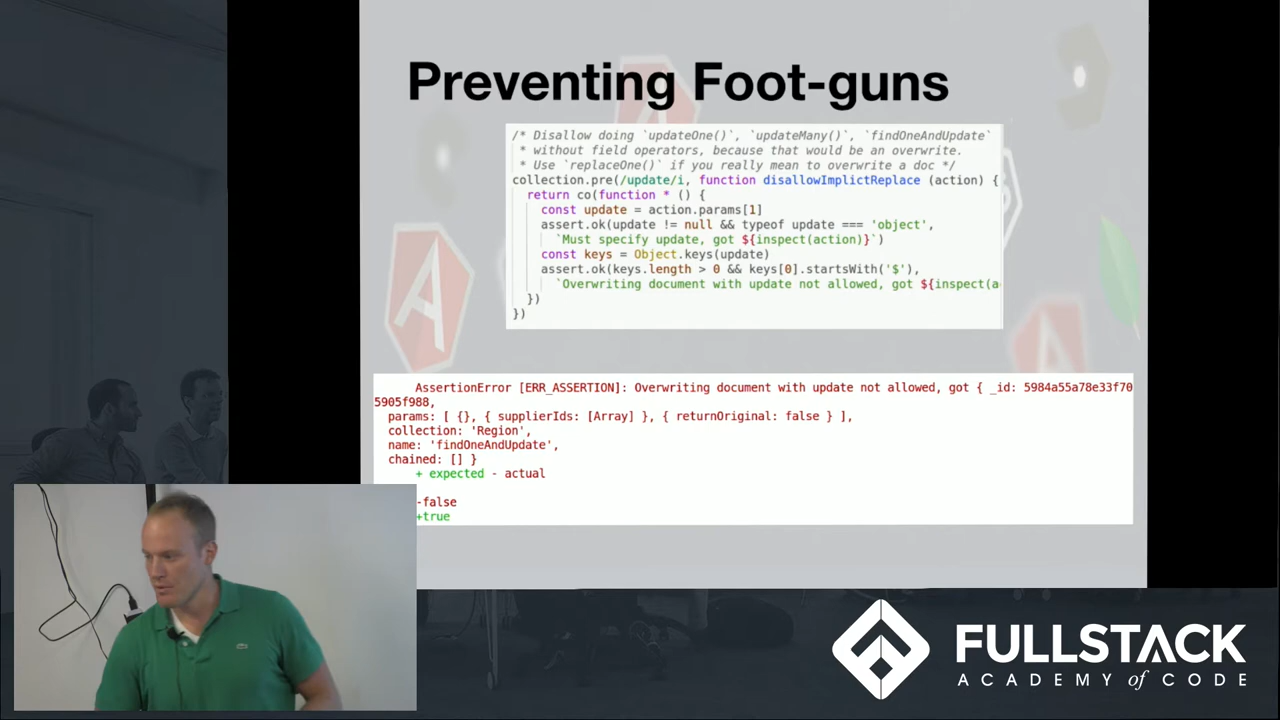 Preventing Foot-guns
/* Disallow doing `updateOne()`, `updateMany()`, `findOneAndUpdate`
* without field operators, because that would be an overwrite.
* Use `replaceOne()` if you really mean to overwrite a doc */
collection.pre(/update/i, function disallowImplictReplace (action) {
return co(function * () {
const update = action.params[1]
assert.ok(update != null && typeof update === 'object',
`Must specify update, got ${inspect(action)}`)
const keys = Object.keys(update)
assert.ok(keys.length > 0 && keys[0].startsWith('$'),
`Overwriting document with update not allowed, got ${inspect(a
})
})
AssertionError [ERR_ASSERTION]: Overwriting document with update not allowed, got { _id: 5984a55a78e33f70
5905f988,
params: [ {}, { supplierIds: [Array] }, { returnOriginal: false } ],
collection: 'Region',
name: 'findOneAndUpdate',
chained: [] }
+ expected - actual
-false
+true
FULLSTACK
ACADEMY of CODE